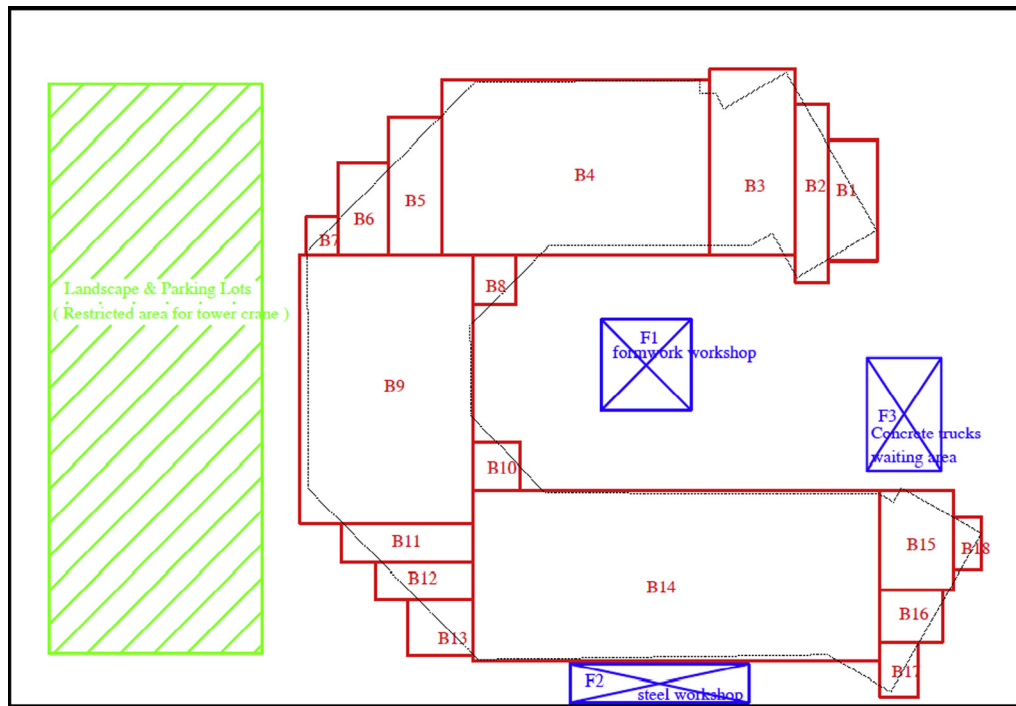 B4
B3
B2
B1
B5
B6
B7
Landscape & Parking Lots
( Restricted area for tower crane )
B8
F1
formwork workshop
B9
F3
Concrete trucks
waiting area
B10
B11
B12
B13
B14
B15
B18
B16
B17
F2
steel workshop